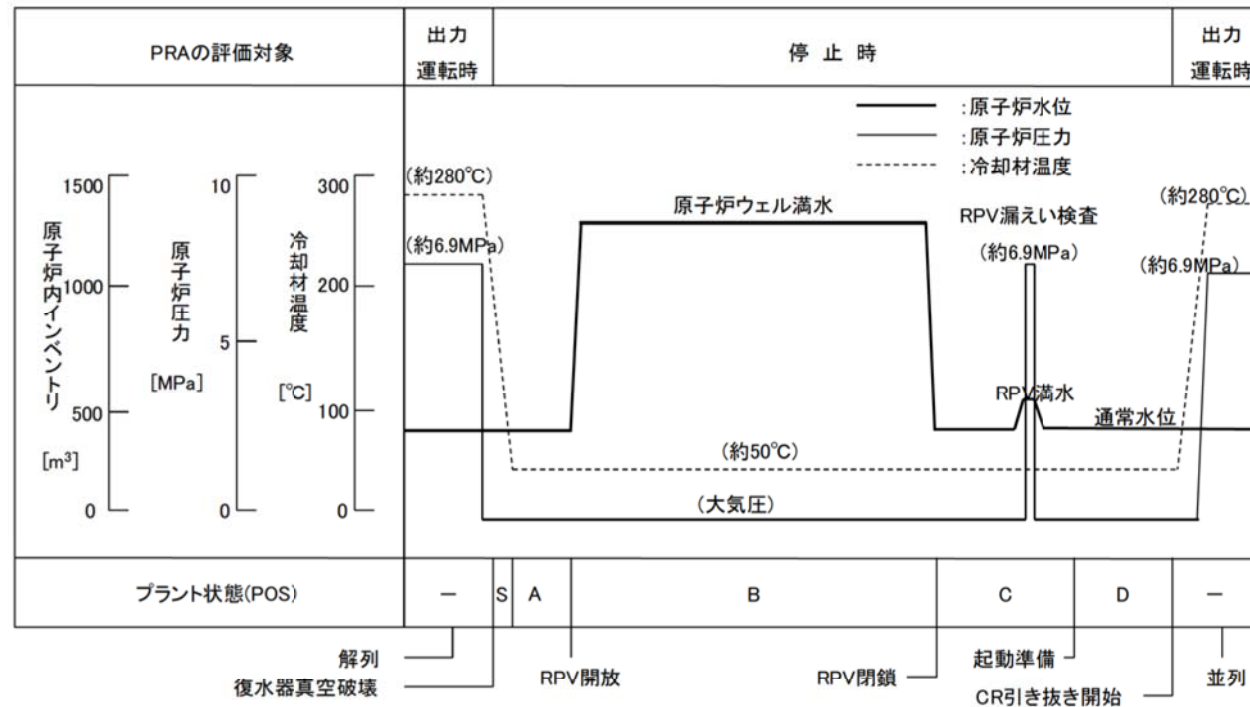 PRAの評価対象
出力
運転時
停 止 時
出力
運転時
:原子炉水位
:原子炉圧力
:冷却材温度
原子炉内インベントリ
[m³]
1500
1000
500
0
原子炉圧力
[MPa]
10
5
0
冷却材温度
[℃]
300
200
100
0
(約280℃)
(約6.9MPa)
原子炉ウェル満水
RPV漏えい検査
(約6.9MPa)
(約280℃)
(約6.9MPa)
RPV満水
通常水位
(約50℃)
(大気圧)
プラント状態(POS)
－
S
A
B
C
D
－
解列
復水器真空破壊
RPV開放
RPV閉鎖
起動準備
CR引き抜き開始
並列